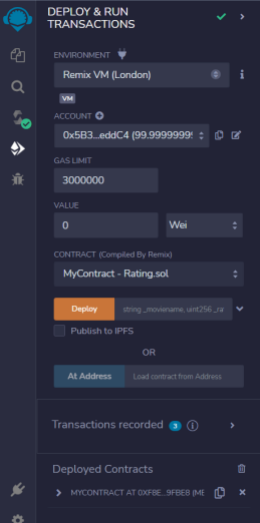 DEPLOY & RUN
TRANSACTIONS
ENVIRONMENT
Remix VM (London)
VM
ACCOUNT
0x5B3...eddC4 (99.9999999
GAS LIMIT
3000000
VALUE
0 Wei
CONTRACT (Compiled By Remix)
MyContract - Rating.sol
Deploy string _moviename, uint256 _ra
Publish to IPFS
OR
At Address Load contract from Address
Transactions recorded 3
Deployed Contracts
MYCONTRACT AT 0XFBE...9FBE8 (ME